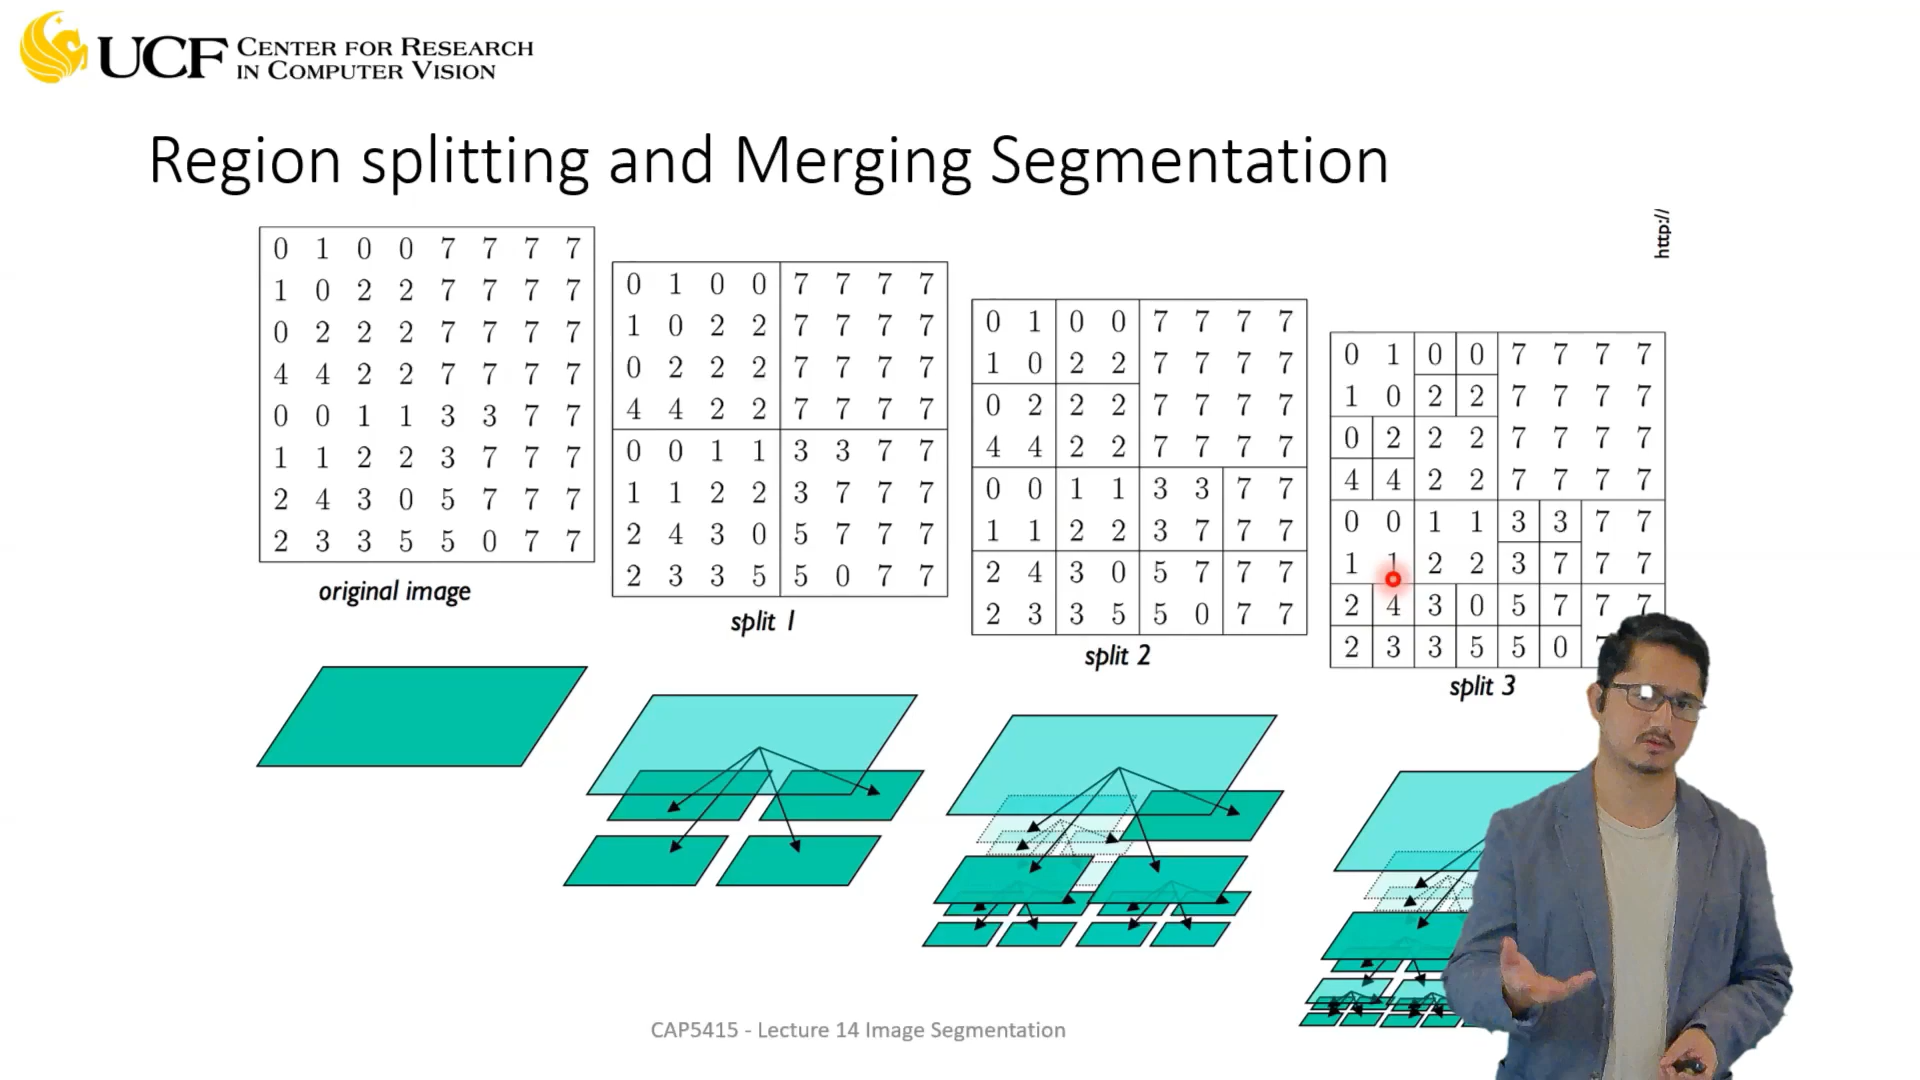 UCF CENTER FOR RESEARCH
IN COMPUTER VISION
Region splitting and Merging Segmentation
http://
0 1 0 0 7 7 7 7
1 0 2 2 7 7 7 7
0 2 2 2 7 7 7 7
4 4 2 2 7 7 7 7
0 0 1 1 3 3 7 7
1 1 2 2 3 7 7 7
2 4 3 0 5 7 7 7
2 3 3 5 5 0 7 7
original image
0 1 0 0 7 7 7 7
1 0 2 2 7 7 7 7
0 2 2 2 7 7 7 7
4 4 2 2 7 7 7 7
0 0 1 1 3 3 7 7
1 1 2 2 3 7 7 7
2 4 3 0 5 7 7 7
2 3 3 5 5 0 7 7
split 1
0 1 0 0 7 7 7 7
1 0 2 2 7 7 7 7
0 2 2 2 7 7 7 7
4 4 2 2 7 7 7 7
0 0 1 1 3 3 7 7
1 1 2 2 3 7 7 7
2 4 3 0 5 7 7 7
2 3 3 5 5 0 7 7
split 2
0 1 0 0 7 7 7 7
1 0 2 2 7 7 7 7
0 2 2 2 7 7 7 7
4 4 2 2 7 7 7 7
0 0 1 1 3 3 7 7
1 1 2 2 3 7 7 7
2 4 3 0 5 7 7 7
2 3 3 5 5 0
split 3
CAP5415 - Lecture 14 Image Segmentation